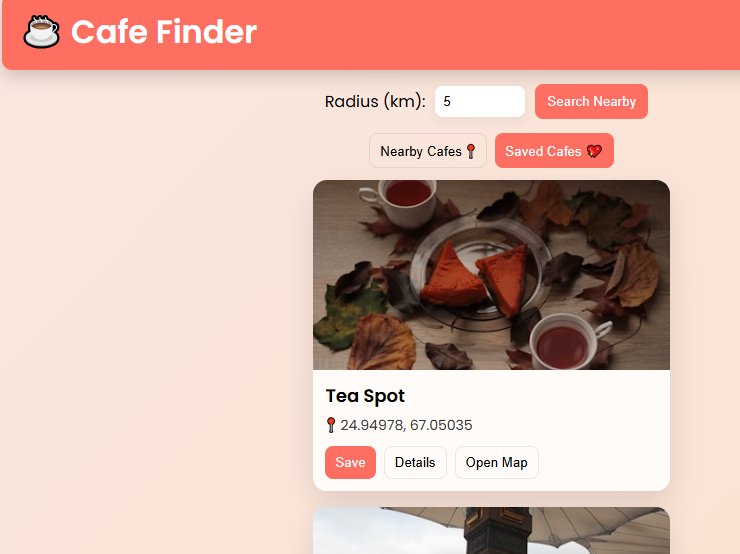 Cafe Finder
Radius (km): 5 Search Nearby
Nearby Cafes Saved Cafes
Tea Spot
24.94978, 67.05035
Save Details Open Map